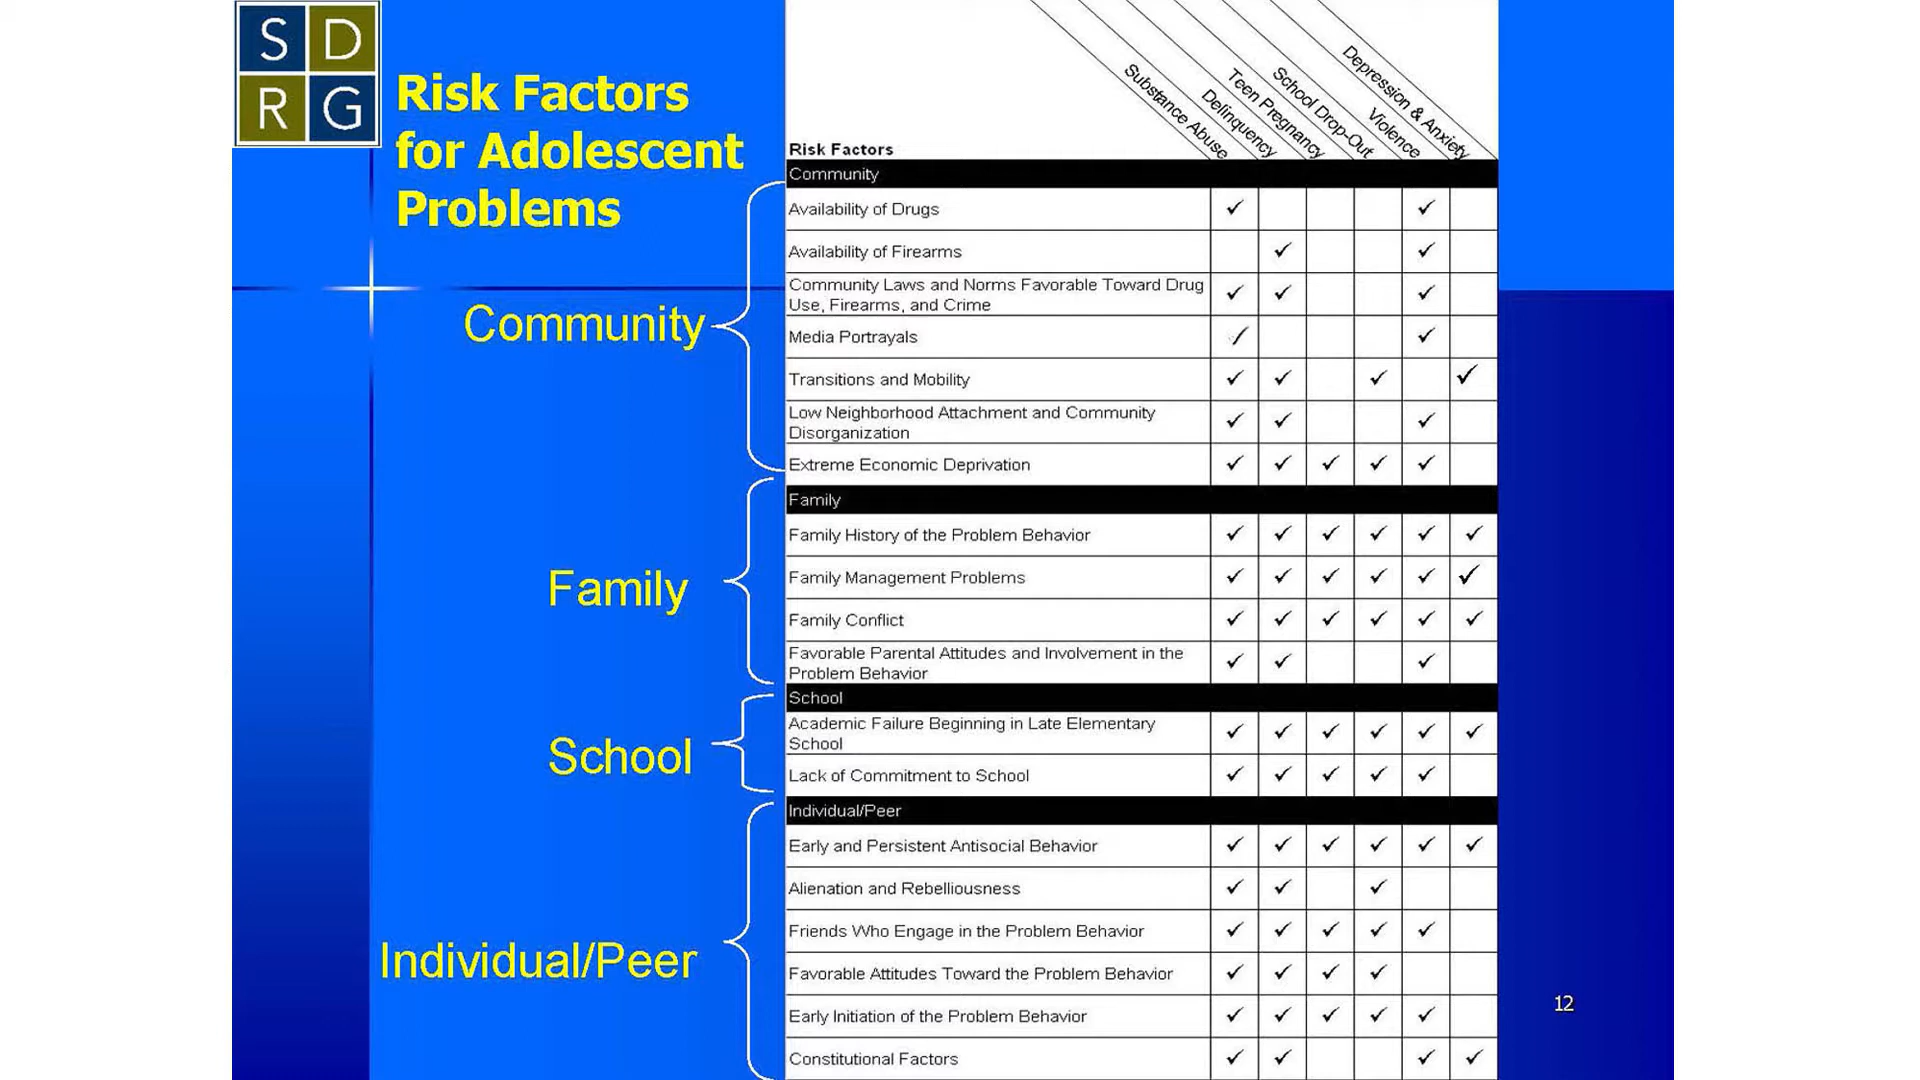 S D
R G
Risk Factors
for Adolescent
Problems
Community
Family
School
Individual/Peer
Substance Abuse
Delinquency
Teen Pregnancy
School Drop-Out
Violence
Depression & Anxiety
Risk Factors
Community
Availability of Drugs ✓ ✓
Availability of Firearms ✓ ✓
Community Laws and Norms Favorable Toward Drug
Use, Firearms, and Crime ✓ ✓ ✓
Media Portrayals ✓ ✓
Transitions and Mobility ✓ ✓ ✓ ✓
Low Neighborhood Attachment and Community
Disorganization ✓ ✓ ✓
Extreme Economic Deprivation ✓ ✓ ✓ ✓ ✓
Family
Family History of the Problem Behavior ✓ ✓ ✓ ✓ ✓ ✓
Family Management Problems ✓ ✓ ✓ ✓ ✓ ✓
Family Conflict ✓ ✓ ✓ ✓ ✓ ✓
Favorable Parental Attitudes and Involvement in the
Problem Behavior ✓ ✓ ✓
School
Academic Failure Beginning in Late Elementary
School ✓ ✓ ✓ ✓ ✓ ✓
Lack of Commitment to School ✓ ✓ ✓ ✓ ✓
Individual/Peer
Early and Persistent Antisocial Behavior ✓ ✓ ✓ ✓ ✓ ✓
Alienation and Rebelliousness ✓ ✓ ✓
Friends Who Engage in the Problem Behavior ✓ ✓ ✓ ✓ ✓
Favorable Attitudes Toward the Problem Behavior ✓ ✓ ✓ ✓
Early Initiation of the Problem Behavior ✓ ✓ ✓ ✓ ✓
Constitutional Factors ✓ ✓ ✓ ✓
12